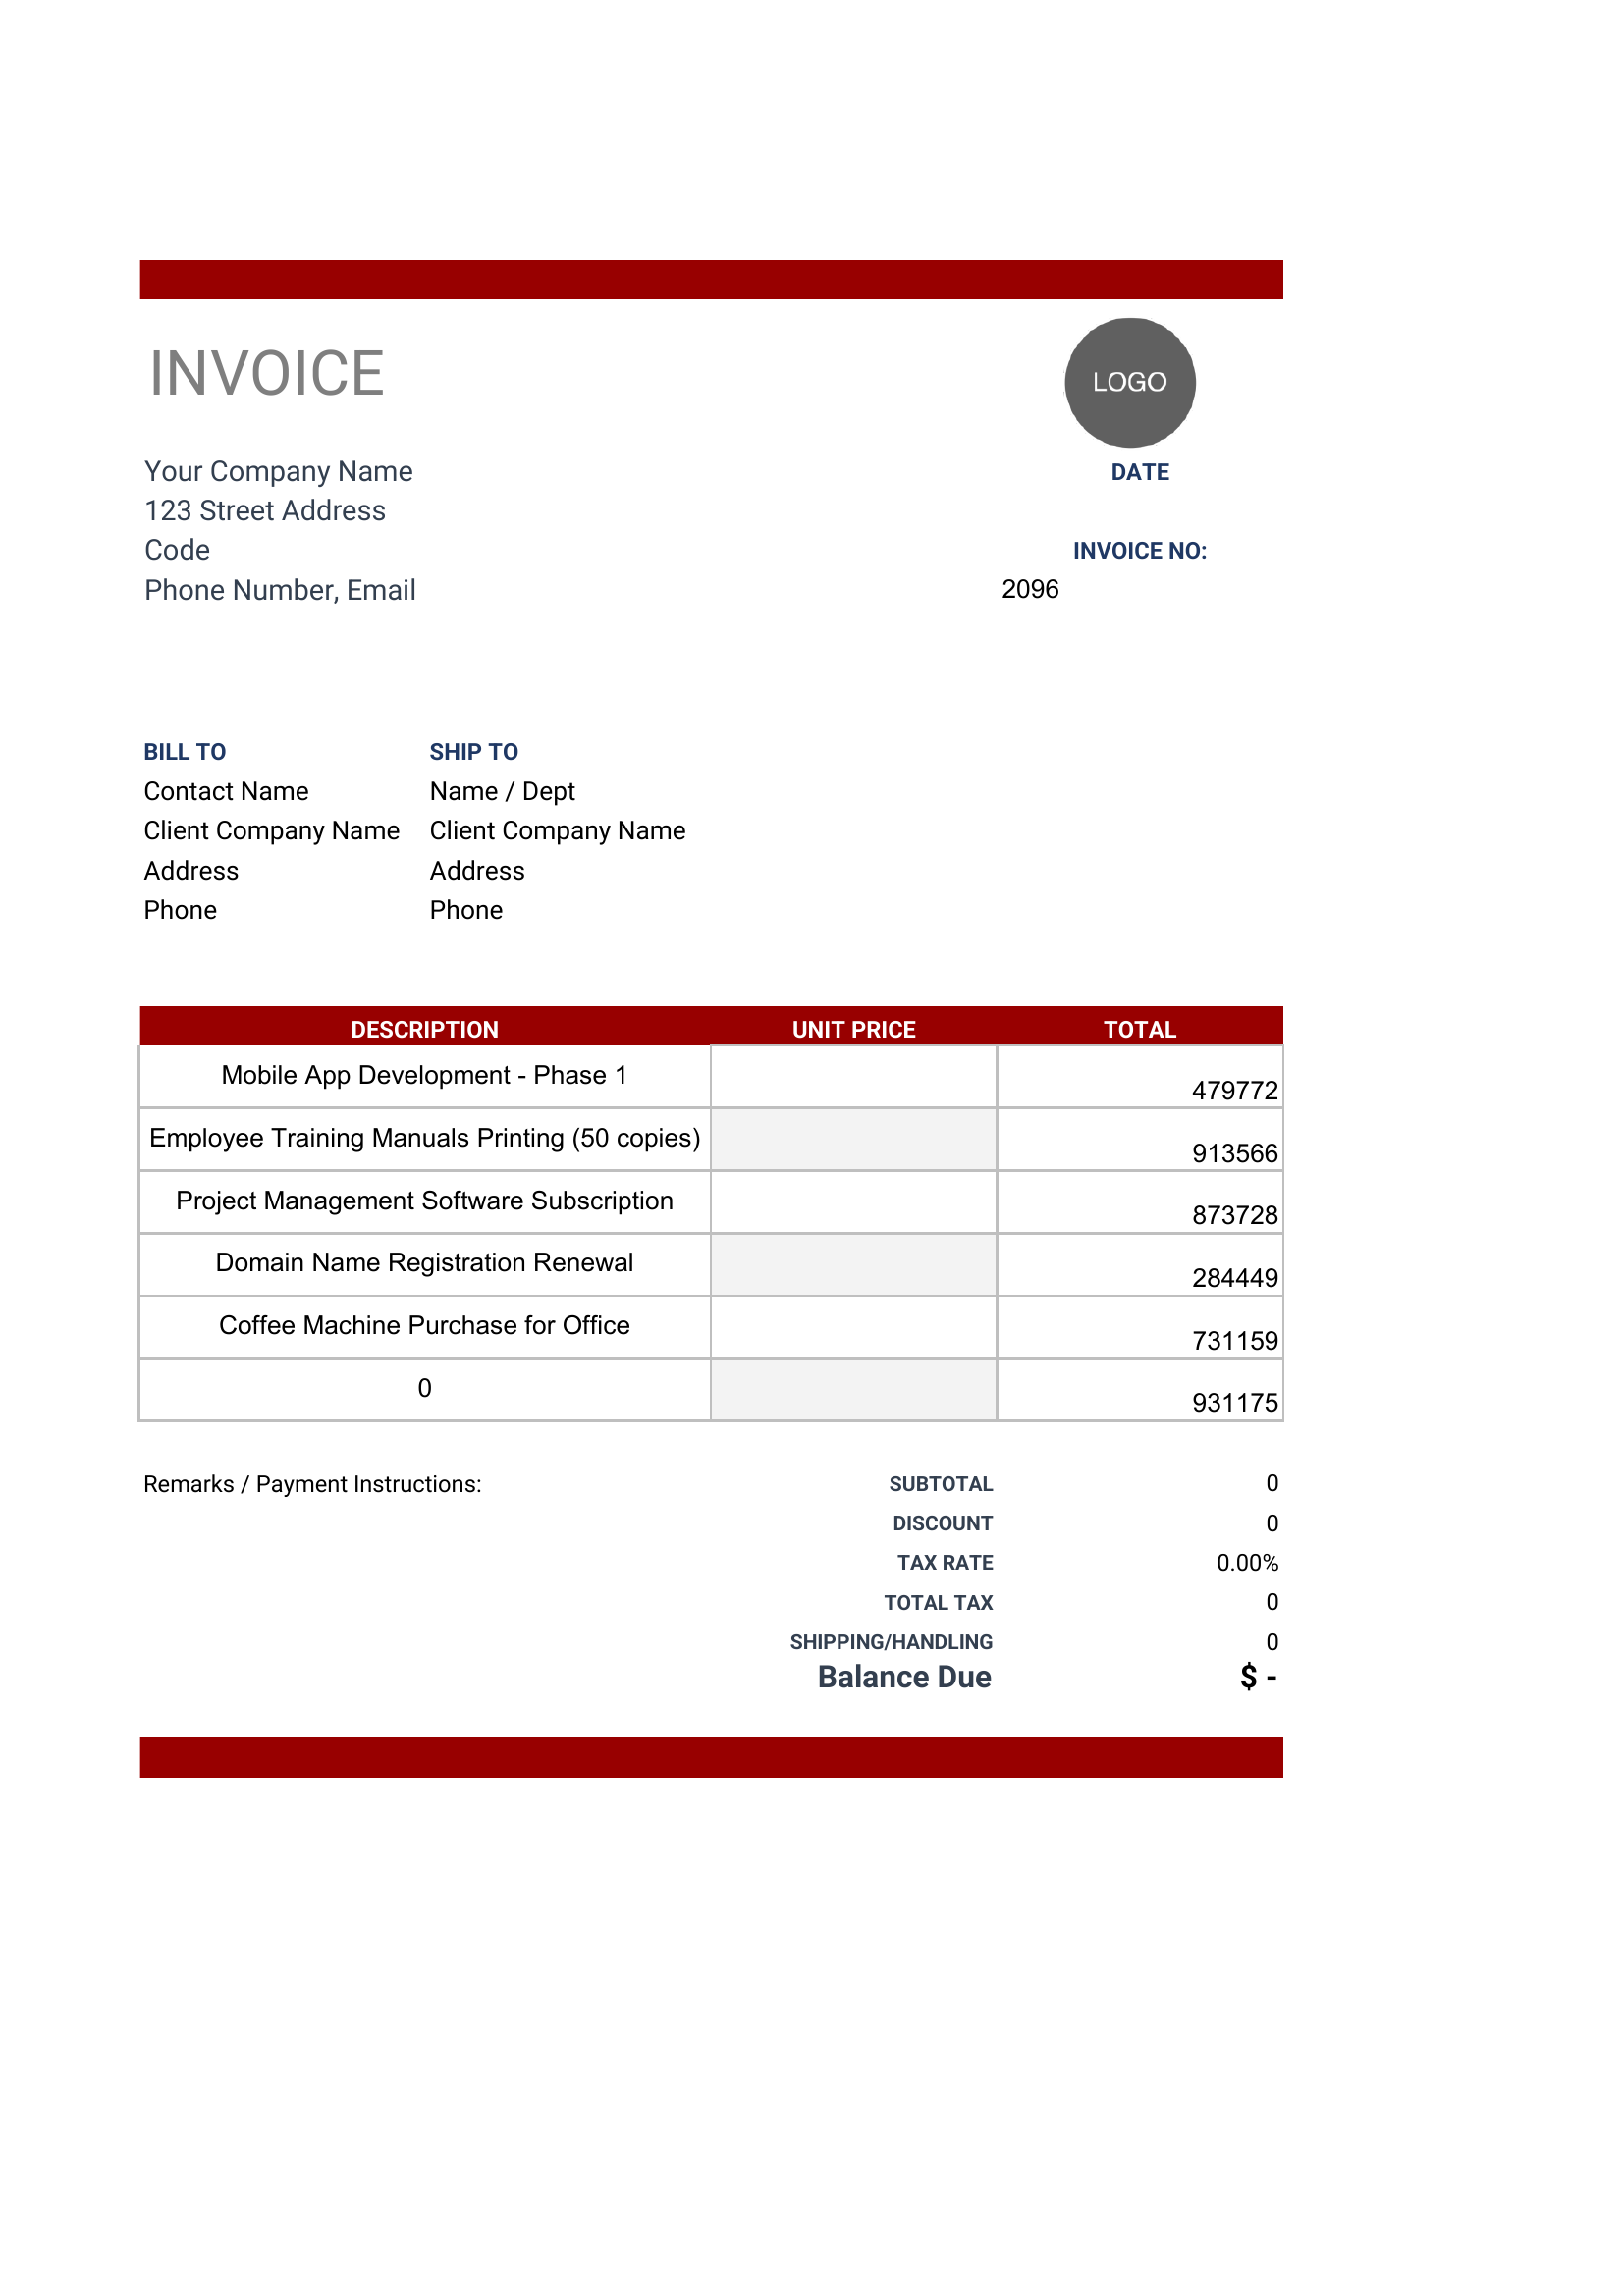 INVOICE
LOGO
Your Company Name
DATE
123 Street Address
Code
INVOICE NO:
Phone Number, Email
2096
BILL TO
SHIP TO
Contact Name
Name / Dept
Client Company Name
Client Company Name
Address
Address
Phone
Phone
DESCRIPTION UNIT PRICE TOTAL
Mobile App Development - Phase 1 479772
Employee Training Manuals Printing (50 copies) 913566
Project Management Software Subscription 873728
Domain Name Registration Renewal 284449
Coffee Machine Purchase for Office 731159
0 931175
Remarks / Payment Instructions:
SUBTOTAL 0
DISCOUNT 0
TAX RATE 0.00%
TOTAL TAX 0
SHIPPING/HANDLING 0
Balance Due $ -